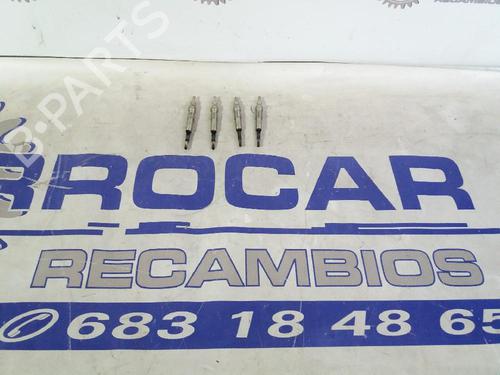 B-PARTS
RROCAR
RECAMBIOS
683 18 48 65